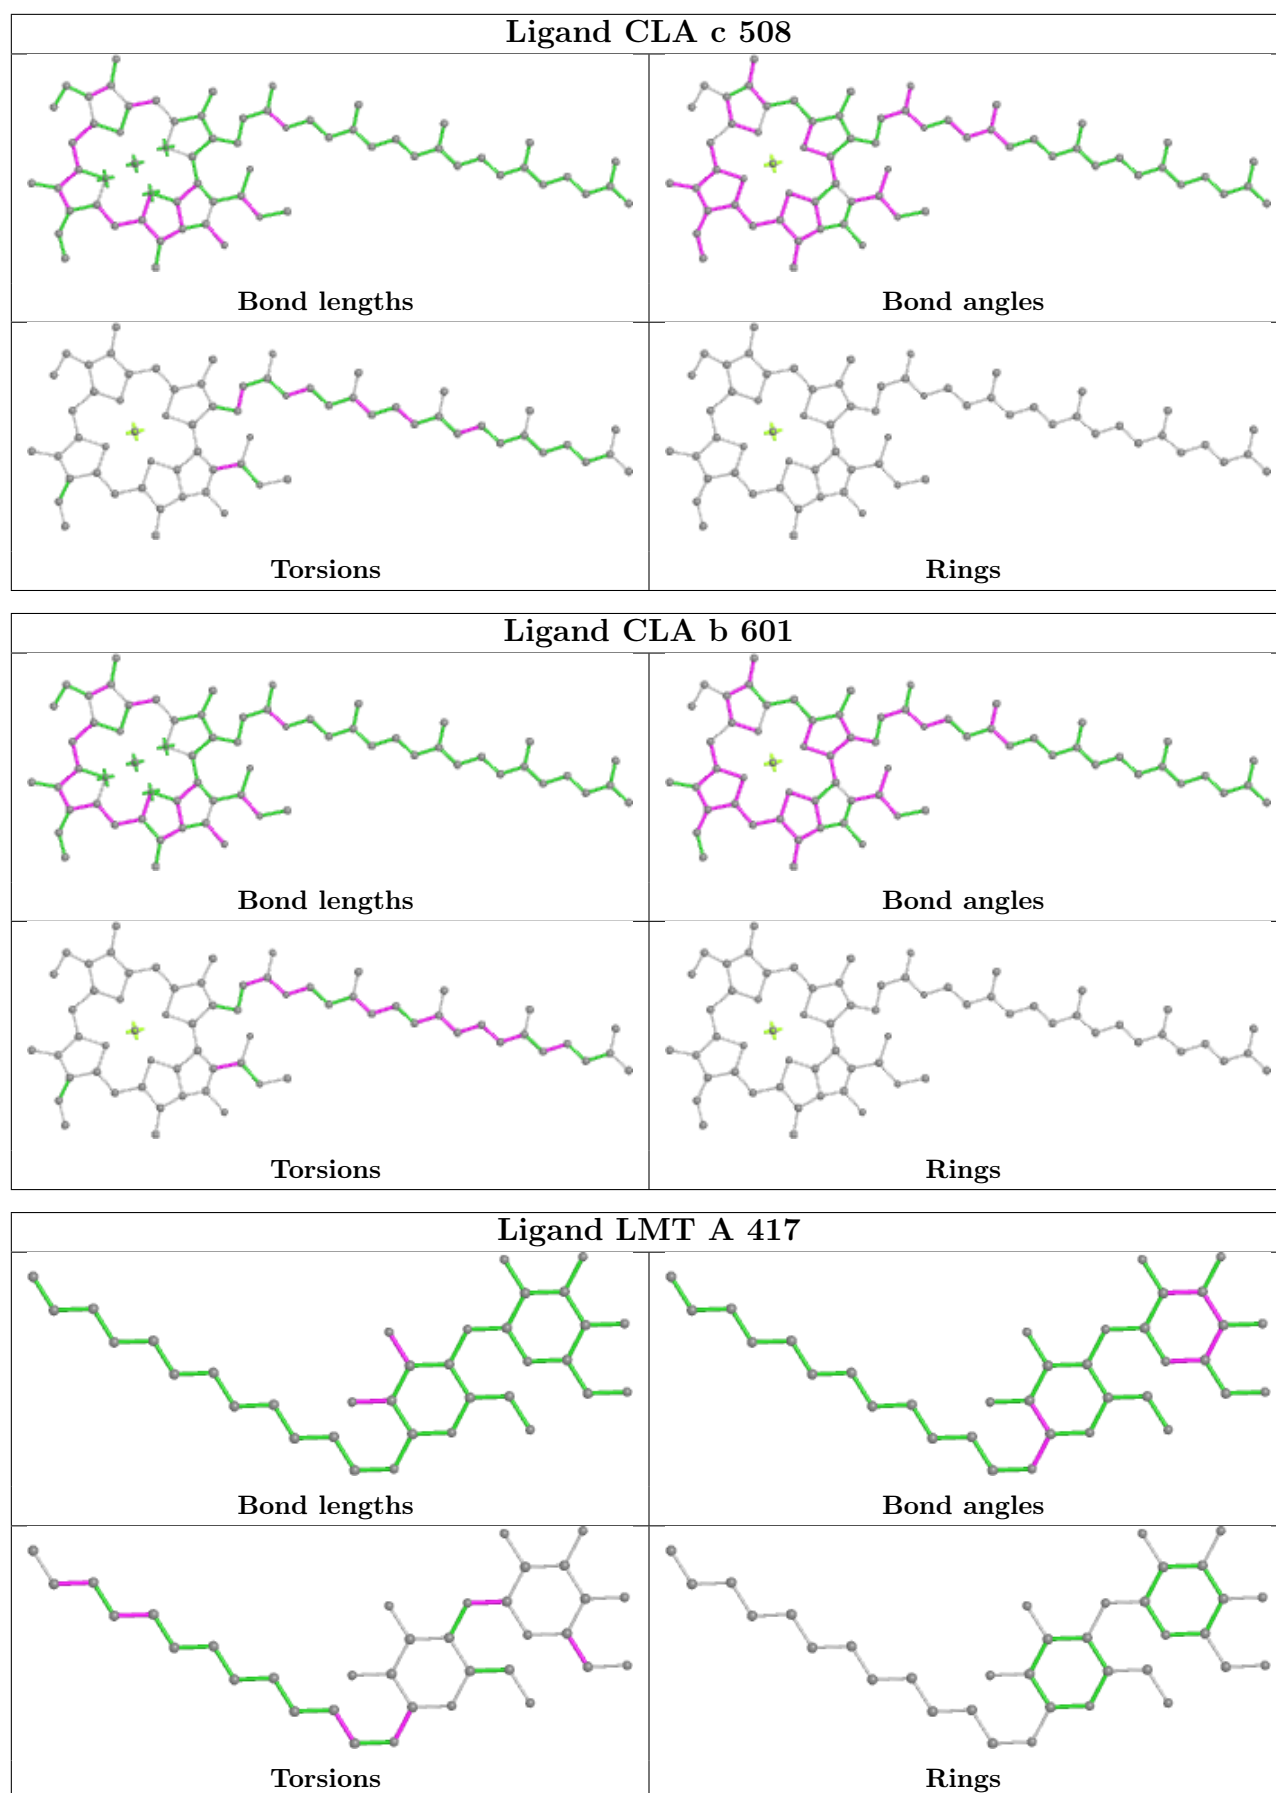 Ligand CLA c 508
Bond lengths
Bond angles
Torsions
Rings
Ligand CLA b 601
Bond lengths
Bond angles
Torsions
Rings
Ligand LMT A 417
Bond lengths
Bond angles
Torsions
Rings